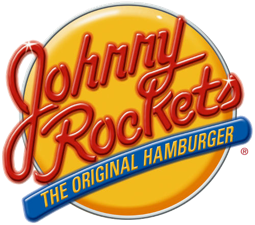 Johnny
Rockets
THE ORIGINAL HAMBURGER
®